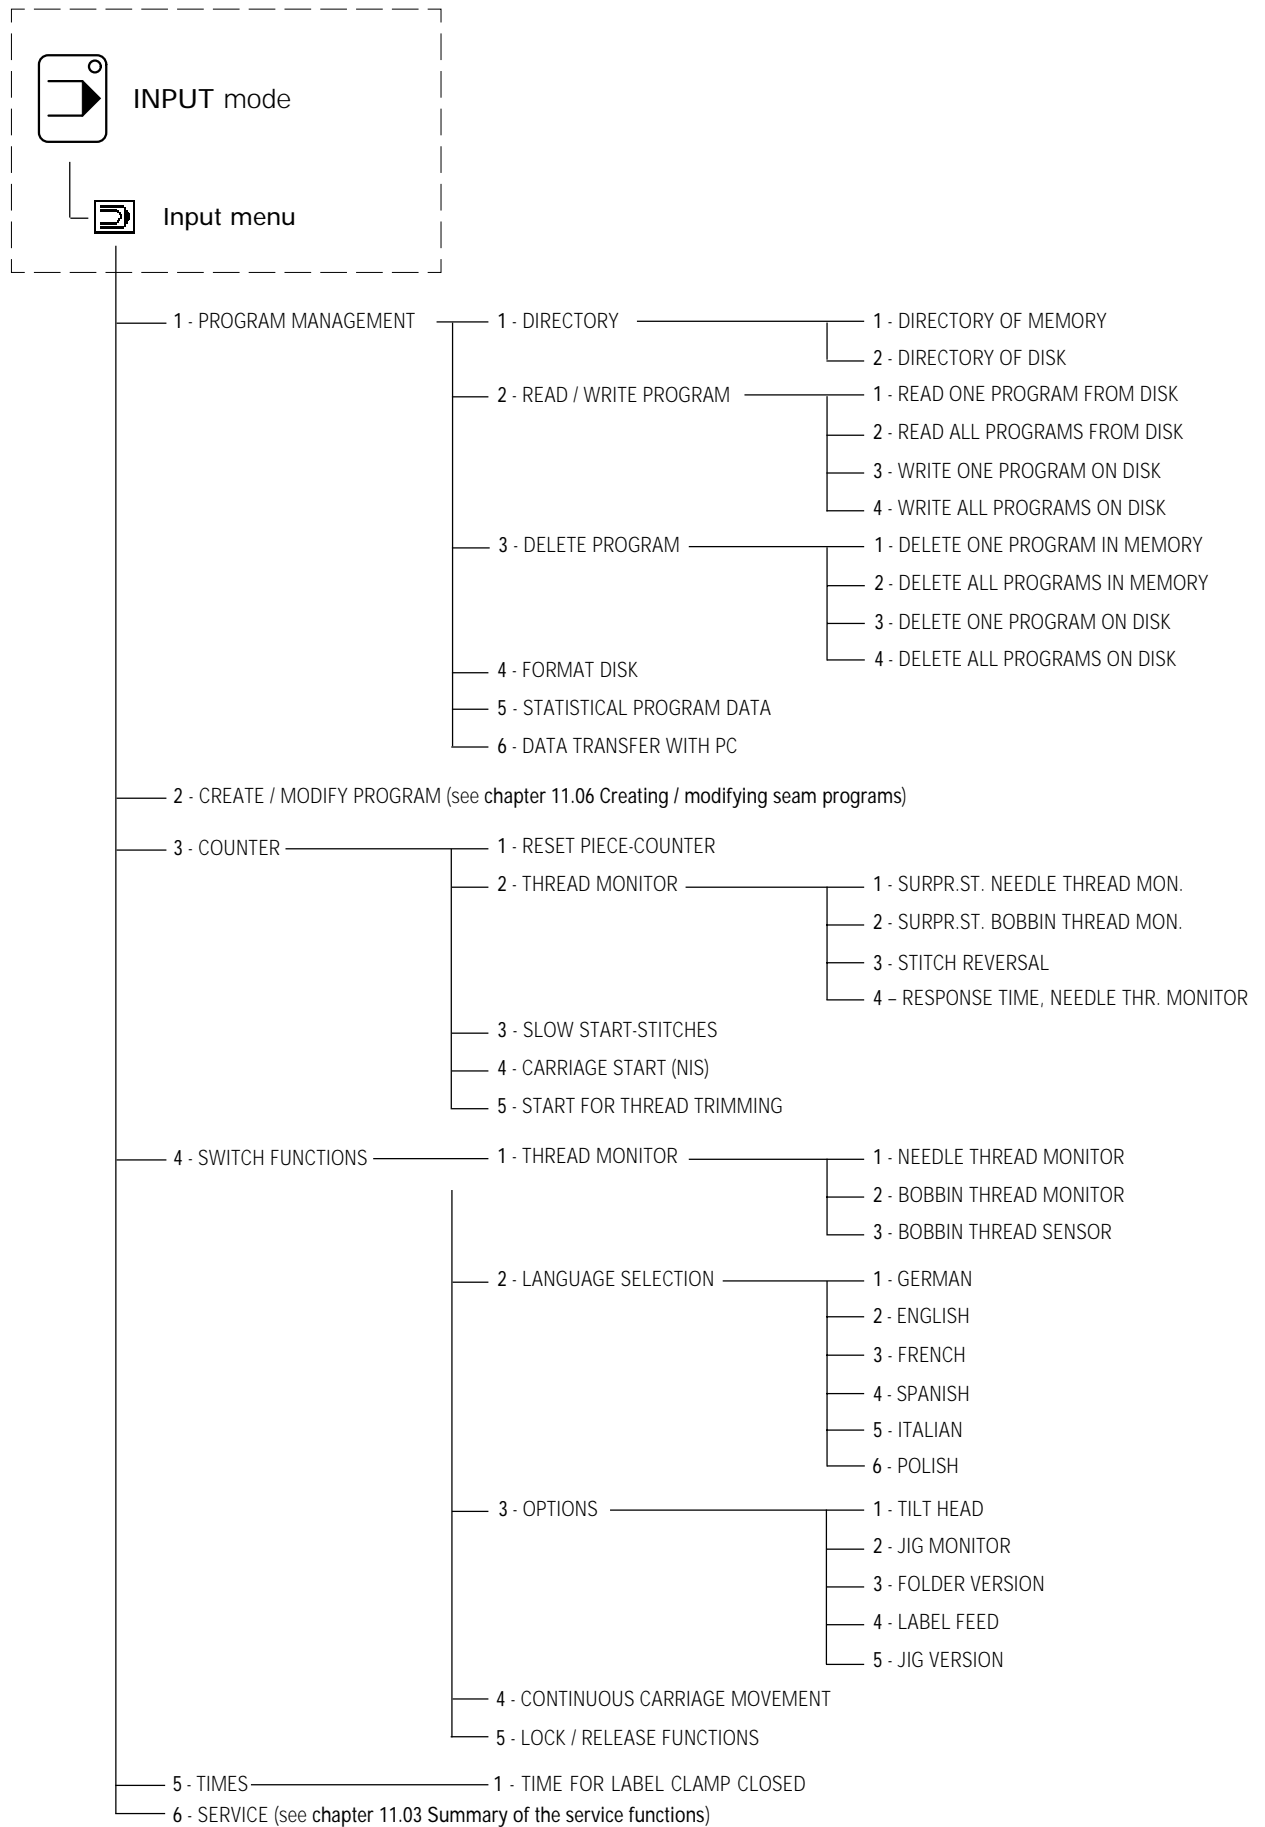 INPUT mode
Input menu
1 - PROGRAM MANAGEMENT
1 - DIRECTORY
1 - DIRECTORY OF MEMORY
2 - DIRECTORY OF DISK
2 - READ / WRITE PROGRAM
1 - READ ONE PROGRAM FROM DISK
2 - READ ALL PROGRAMS FROM DISK
3 - WRITE ONE PROGRAM ON DISK
4 - WRITE ALL PROGRAMS ON DISK
3 - DELETE PROGRAM
1 - DELETE ONE PROGRAM IN MEMORY
2 - DELETE ALL PROGRAMS IN MEMORY
3 - DELETE ONE PROGRAM ON DISK
4 - DELETE ALL PROGRAMS ON DISK
4 - FORMAT DISK
5 - STATISTICAL PROGRAM DATA
6 - DATA TRANSFER WITH PC
2 - CREATE / MODIFY PROGRAM (see chapter 11.06 Creating / modifying seam programs)
3 - COUNTER
1 - RESET PIECE-COUNTER
2 - THREAD MONITOR
1 - SURPR.ST. NEEDLE THREAD MON.
2 - SURPR.ST. BOBBIN THREAD MON.
3 - STITCH REVERSAL
4 – RESPONSE TIME, NEEDLE THR. MONITOR
3 - SLOW START-STITCHES
4 - CARRIAGE START (NIS)
5 - START FOR THREAD TRIMMING
4 - SWITCH FUNCTIONS
1 - THREAD MONITOR
1 - NEEDLE THREAD MONITOR
2 - BOBBIN THREAD MONITOR
3 - BOBBIN THREAD SENSOR
2 - LANGUAGE SELECTION
1 - GERMAN
2 - ENGLISH
3 - FRENCH
4 - SPANISH
5 - ITALIAN
6 - POLISH
3 - OPTIONS
1 - TILT HEAD
2 - JIG MONITOR
3 - FOLDER VERSION
4 - LABEL FEED
5 - JIG VERSION
4 - CONTINUOUS CARRIAGE MOVEMENT
5 - LOCK / RELEASE FUNCTIONS
5 - TIMES
1 - TIME FOR LABEL CLAMP CLOSED
6 - SERVICE (see chapter 11.03 Summary of the service functions)